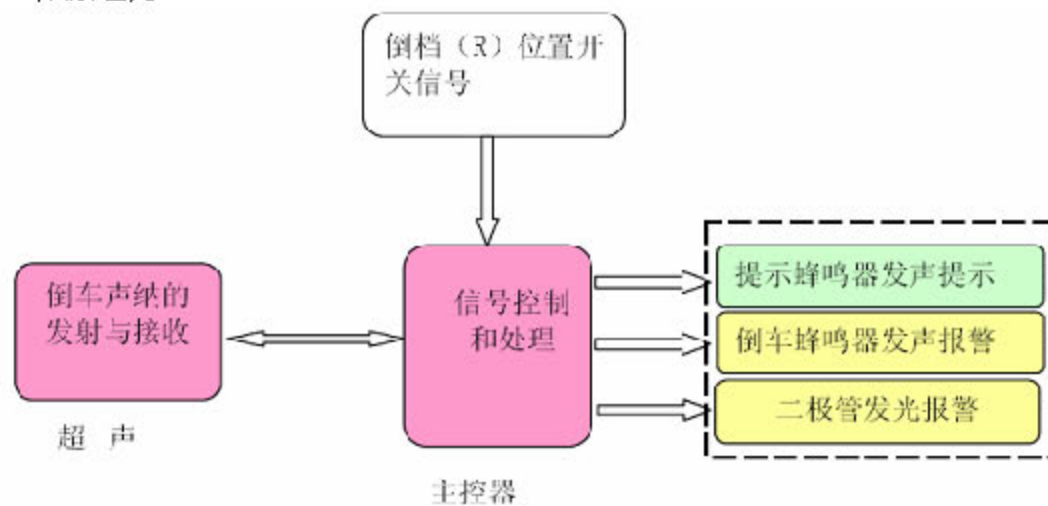 倒档（R）位置开
关信号
倒车声纳的
发射与接收
信号控制
和处理
提示蜂鸣器发声提示
倒车蜂鸣器发声报警
二极管发光报警
超 声
主控器